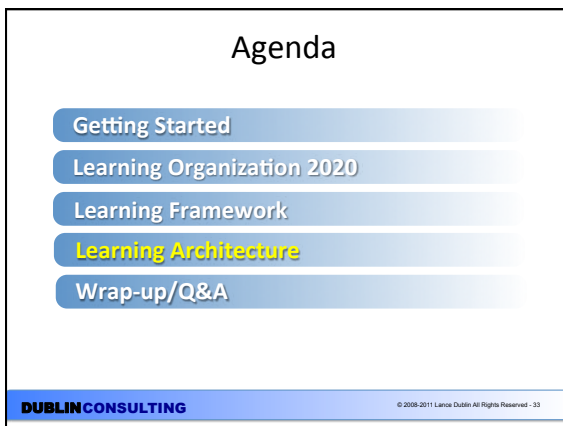 Agenda
Getting Started
Learning Organization 2020
Learning Framework
Learning Architecture
Wrap-up/Q&A
DUBLINCONSULTING
© 2008-2011 Lance Dublin All Rights Reserved - 33